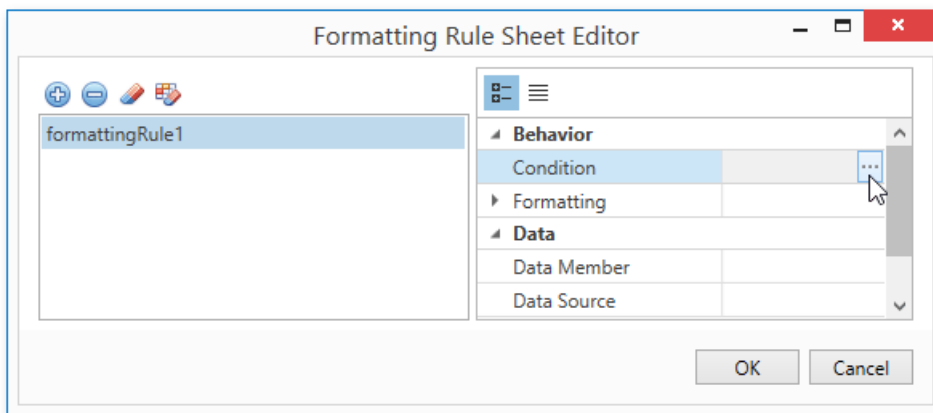 Formatting Rule Sheet Editor
formattingRule1
Behavior
Condition
...
Formatting
Data
Data Member
Data Source
OK
Cancel